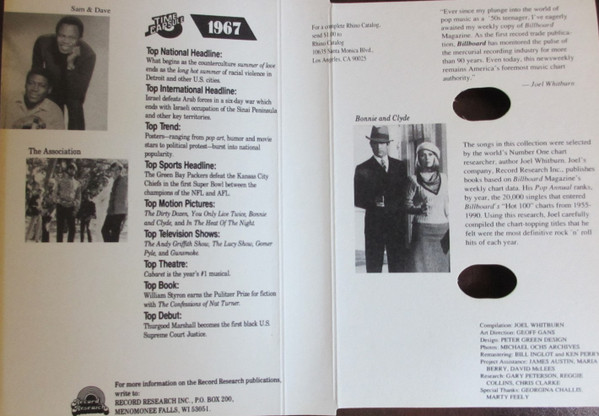 Sam & Dave
The Association
TIME CAPSULE
1967
Top National Headline:
What begins as the counterculture summer of love
ends as the long hot summer of racial violence in
Detroit and other U.S. cities.
Top International Headline:
Israel defeats Arab forces in a six-day war which
ends with Israeli occupation of the Sinai Peninsula
and other key territories.
Top Trend:
Posters—ranging from pop art, humor and movie
stars to political protest—burst into national
popularity.
Top Sports Headline:
The Green Bay Packers defeat the Kansas City
Chiefs in the first Super Bowl between the
champions of the NFL and AFL.
Top Motion Pictures:
The Dirty Dozen, You Only Live Twice, Bonnie
and Clyde, and In The Heat Of The Night.
Top Television Shows:
The Andy Griffith Show, The Lucy Show, Gomer
Pyle, and Gunsmoke.
Top Theatre:
Cabaret is the year's #1 musical.
Top Book:
William Styron earns the Pulitzer Prize for fiction
with The Confessions of Nat Turner.
Top Debut:
Thurgood Marshall becomes the first black U.S.
Supreme Court Justice.
For more information on the Record Research publications,
write to:
RECORD RESEARCH INC., P.O. BOX 200,
MENOMONEE FALLS, WI 53051.
Record
Research
For a complete Rhino Catalog
send $1.00 to
Rhino Catalog
10635 Santa Monica Blvd.,
Los Angeles, CA 90025
Bonnie and Clyde
"Ever since my plunge into the world of
pop music as a '50s teenager, I've eagerly
awaited my weekly copy of Billboard
Magazine. As the first record trade publica-
tion, Billboard has monitored the pulse of
the mercurial recording industry for more
than 90 years. Even today, this newsweekly
remains America's foremost music chart
authority."
— Joel Whitburn
The songs in this collection were selected
by the world's Number One chart
researcher, author Joel Whitburn. Joel's
company, Record Research Inc., publishes
books based on Billboard Magazine's
weekly chart data. His Pop Annual ranks,
by year, the 20,000 singles that entered
Billboard's "Hot 100" charts from 1955-
1990. Using this research, Joel carefully
compiled the chart-topping titles that he
felt were the most definitive rock 'n' roll
hits of each year.
Compilation: JOEL WHITBURN
Art Direction: GEOFF GANS
Design: PETER GREEN DESIGN
Photos: MICHAEL OCHS ARCHIVES
Remastering: BILL INGLOT and KEN PERRY
Project Assistance: JAMES AUSTIN, MARIA
BERRY, DAVID McLEES
Research: GARY PETERSON, REGGIE
COLLINS, CHRIS CLARKE
Special Thanks: GEORGINA CHALLIS,
MARTY FEELY